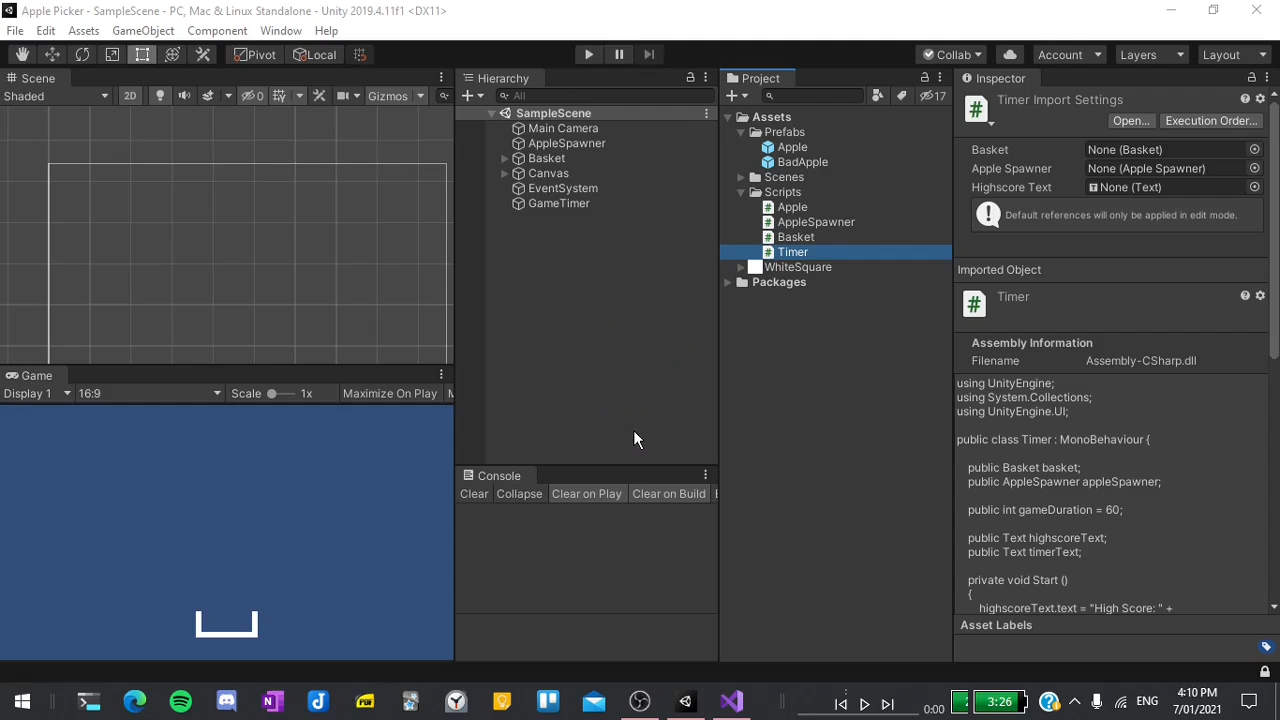 Apple Picker - SampleScene - PC, Mac & Linux Standalone - Unity 2019.4.11f1 <DX11>
File Edit Assets GameObject Component Window Help
Pivot Local Collab Account Layers Layout
Scene
Shaded 2D 0 Gizmos
Hierarchy
All
SampleScene
Main Camera
AppleSpawner
Basket
Canvas
EventSystem
GameTimer
Project
17
Assets
Prefabs
Apple
BadApple
Scenes
Scripts
Apple
AppleSpawner
Basket
Timer
WhiteSquare
Packages
Inspector
Timer Import Settings
Open... Execution Order...
Basket None (Basket)
Apple Spawner None (Apple Spawner)
Highscore Text None (Text)
Default references will only be applied in edit mode.
Imported Object
Timer
Assembly Information
Filename Assembly-CSharp.dll
using UnityEngine;
using System.Collections;
using UnityEngine.UI;
public class Timer : MonoBehaviour {
public Basket basket;
public AppleSpawner appleSpawner;
public int gameDuration = 60;
public Text highscoreText;
public Text timerText;
private void Start ()
{
highscoreText.text = "High Score: " +
Asset Labels
Game
Display 1 16:9 Scale 1x Maximize On Play M
Console
Clear Collapse Clear on Play Clear on Build E
0:00 3:26 ENG 4:10 PM
7/01/2021